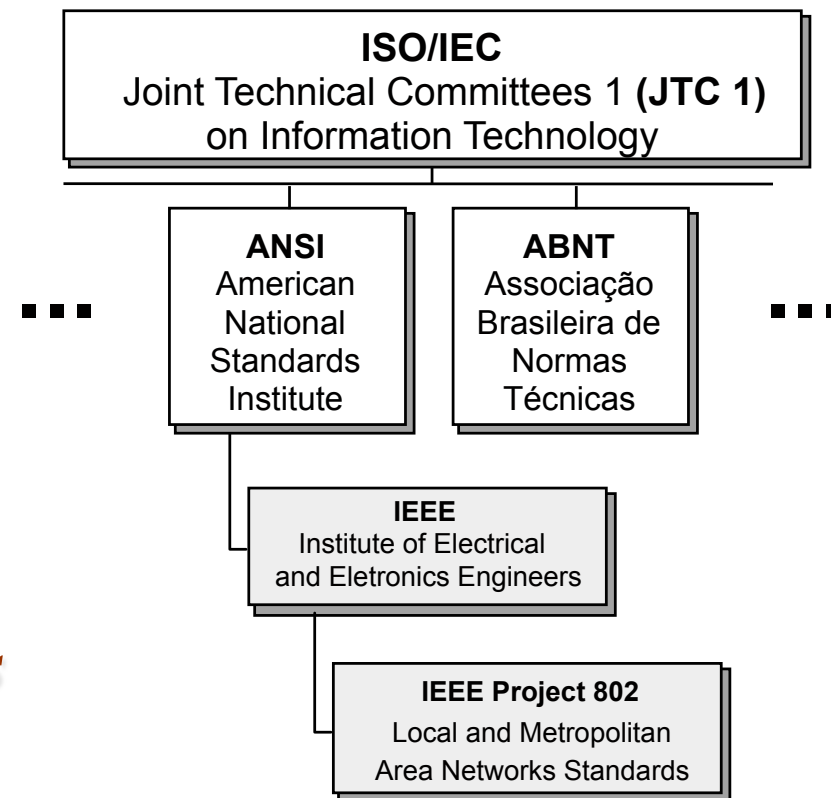 ISO/IEC
Joint Technical Committees 1 (JTC 1)
on Information Technology
ANSI
American
National
Standards
Institute
ABNT
Associação
Brasileira de
Normas
Técnicas
IEEE
Institute of Electrical
and Eletronics Engineers
IEEE Project 802
Local and Metropolitan
Area Networks Standards